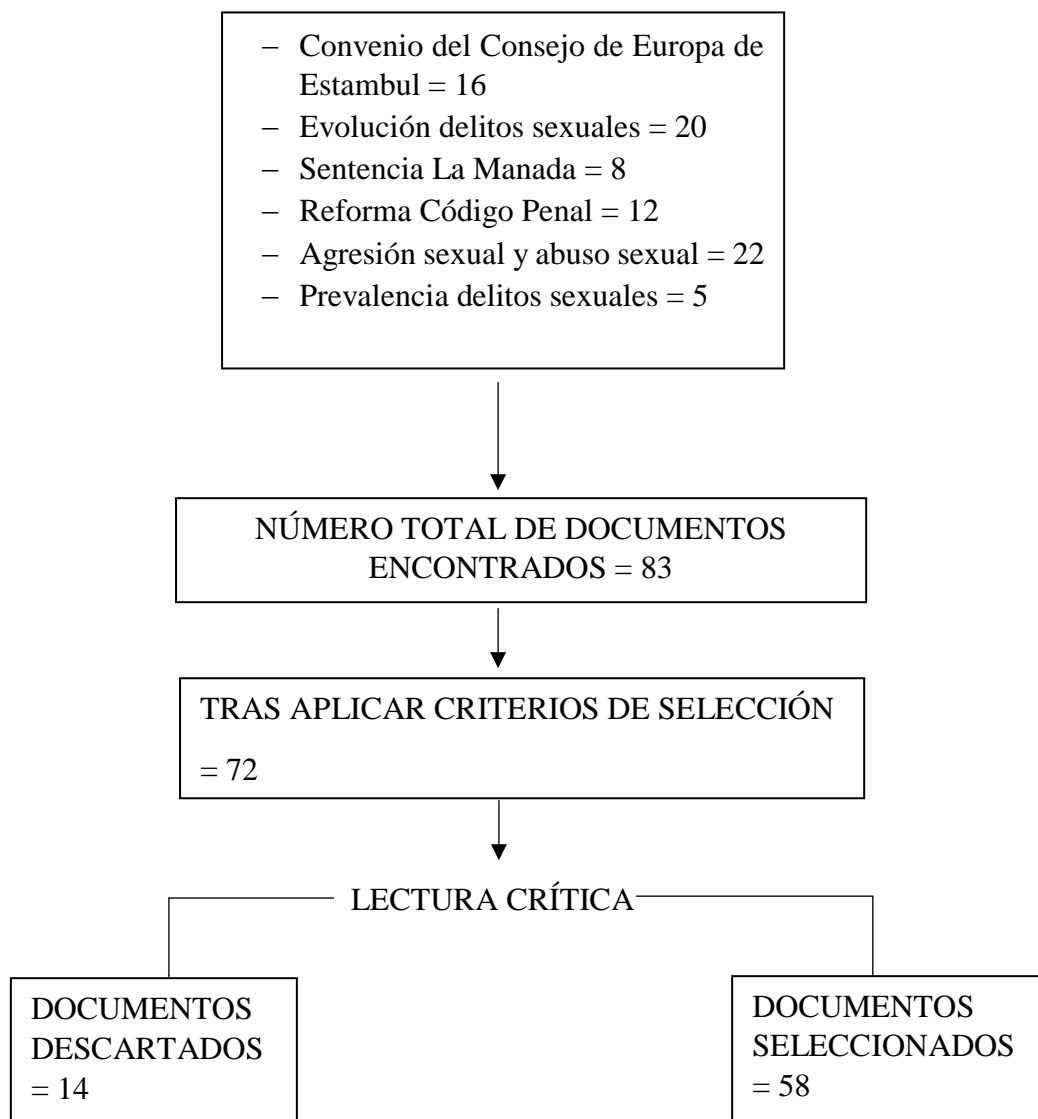 – Convenio del Consejo de Europa de
Estambul = 16
– Evolución delitos sexuales = 20
– Sentencia La Manada = 8
– Reforma Código Penal = 12
– Agresión sexual y abuso sexual = 22
– Prevalencia delitos sexuales = 5
NÚMERO TOTAL DE DOCUMENTOS
ENCONTRADOS = 83
TRAS APLICAR CRITERIOS DE SELECCIÓN
= 72
LECTURA CRÍTICA
DOCUMENTOS
DESCARTADOS
= 14
DOCUMENTOS
SELECCIONADOS
= 58